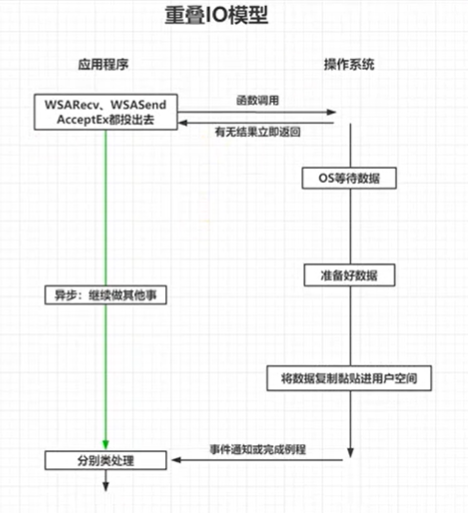 重叠IO模型
应用程序
操作系统
WSARecv、WSASend
AcceptEx都投出去
函数调用
有无结果立即返回
OS等待数据
准备好数据
异步：继续做其他事
将数据复制黏贴进用户空间
事件通知或完成例程
分别类处理